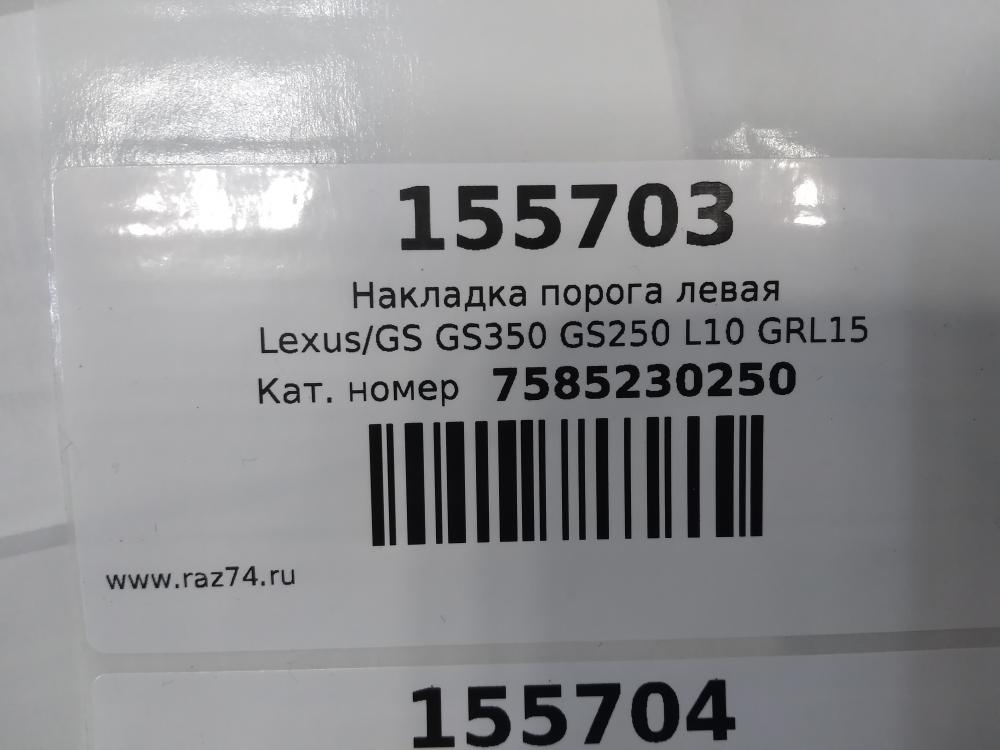 155703
Накладка порога левая
Lexus/GS GS350 GS250 L10 GRL15
Кат. номер 7585230250
www.raz74.ru
155704